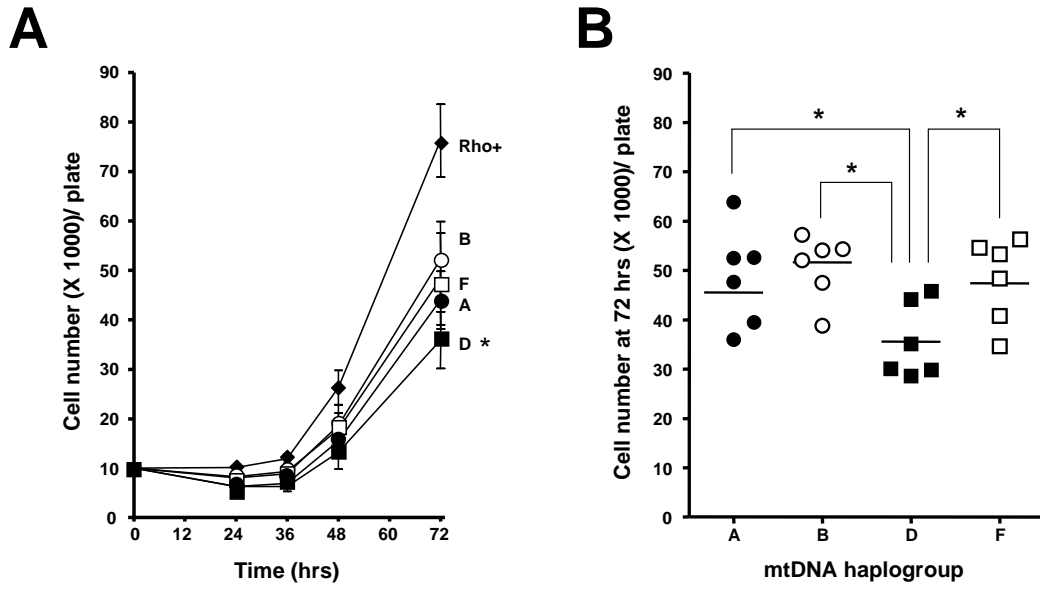 A
B
Cell number (X 1000)/ plate
90
80
70
60
50
40
30
20
10
0
Rho+
B
F
A
D *
0 12 24 36 48 60 72
Time (hrs)
Cell number at 72 hrs (X 1000)/ plate
90
80
70
60
50
40
30
20
10
0
* *
*
A B D F
mtDNA haplogroup